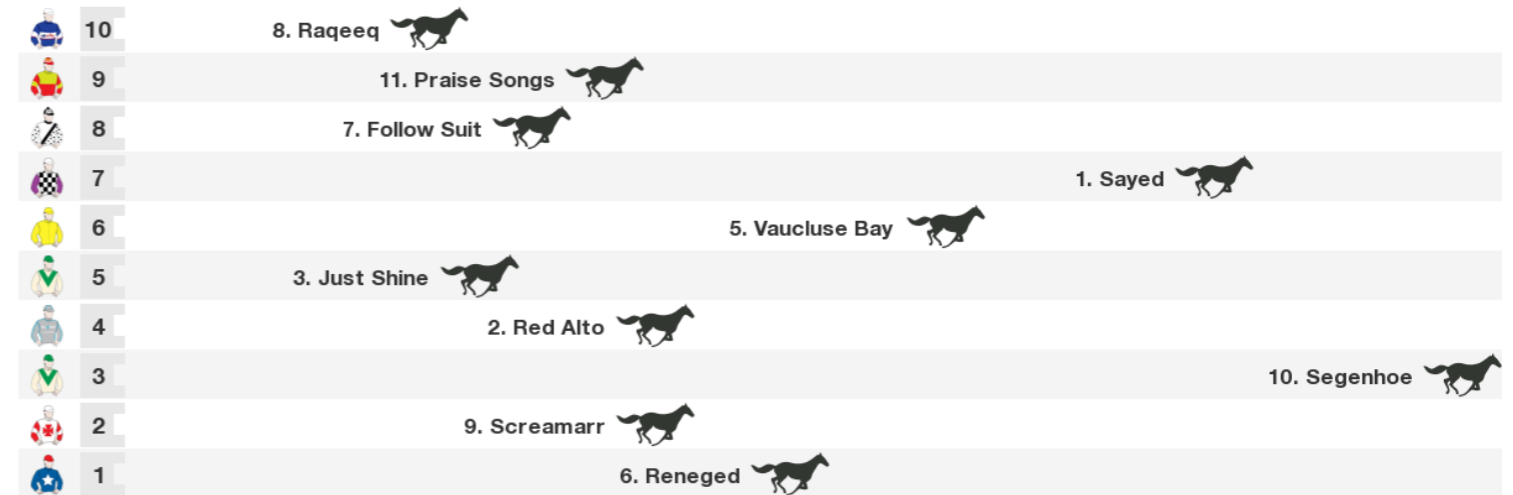 10 8. Raqeeq
9 11. Praise Songs
8 7. Follow Suit
7 1. Sayed
6 5. Vaucluse Bay
5 3. Just Shine
4 2. Red Alto
3 10. Segenhoe
2 9. Screamarr
1 6. Reneged